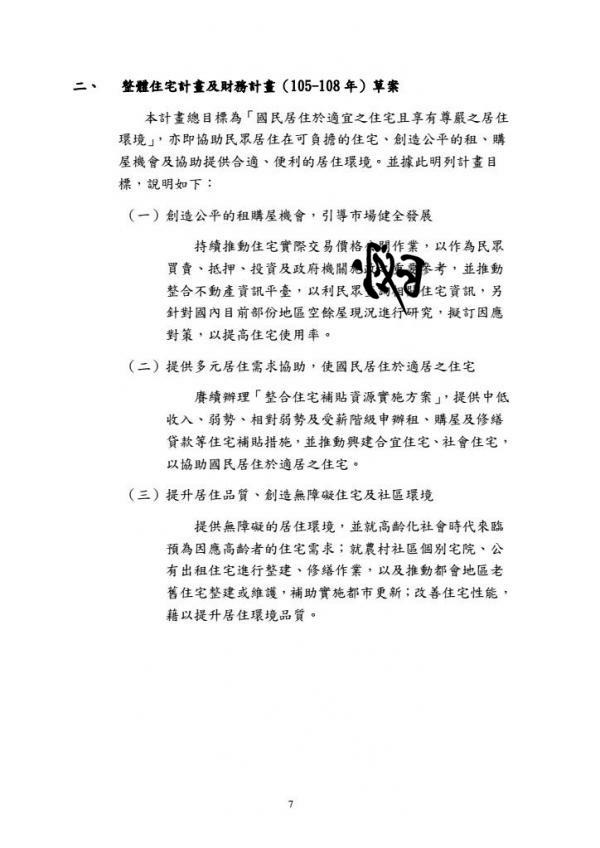 二、 整體住宅計畫及財務計畫（105-108 年）草案
本計畫總目標為「國民居住於適宜之住宅且享有尊嚴之居住
環境」，亦即協助民眾居住在可負擔的住宅、創造公平的租、購
屋機會及協助提供合適、便利的居住環境。並據此明列計畫目
標，說明如下：
（一）創造公平的租購屋機會，引導市場健全發展
持續推動住宅實際交易價格 開作業，以作為民眾
買賣、抵押、投資及政府機關施 參考，並推動
整合不動產資訊平臺，以利民眾 住宅資訊，另
針對國內目前部份地區空餘屋現況進行研究，擬訂因應
對策，以提高住宅使用率。
（二）提供多元居住需求協助，使國民居住於適居之住宅
賡續辦理「整合住宅補貼資源實施方案」，提供中低
收入、弱勢、相對弱勢及受薪階級申辦租、購屋及修繕
貸款等住宅補貼措施，並推動興建合宜住宅、社會住宅，
以協助國民居住於適居之住宅。
（三）提升居住品質、創造無障礙住宅及社區環境
提供無障礙的居住環境，並就高齡化社會時代來臨
預為因應高齡者的住宅需求；就農村社區個別宅院、公
有出租住宅進行整建、修繕作業，以及推動都會地區老
舊住宅整建或維護，補助實施都市更新；改善住宅性能，
藉以提升居住環境品質。
7